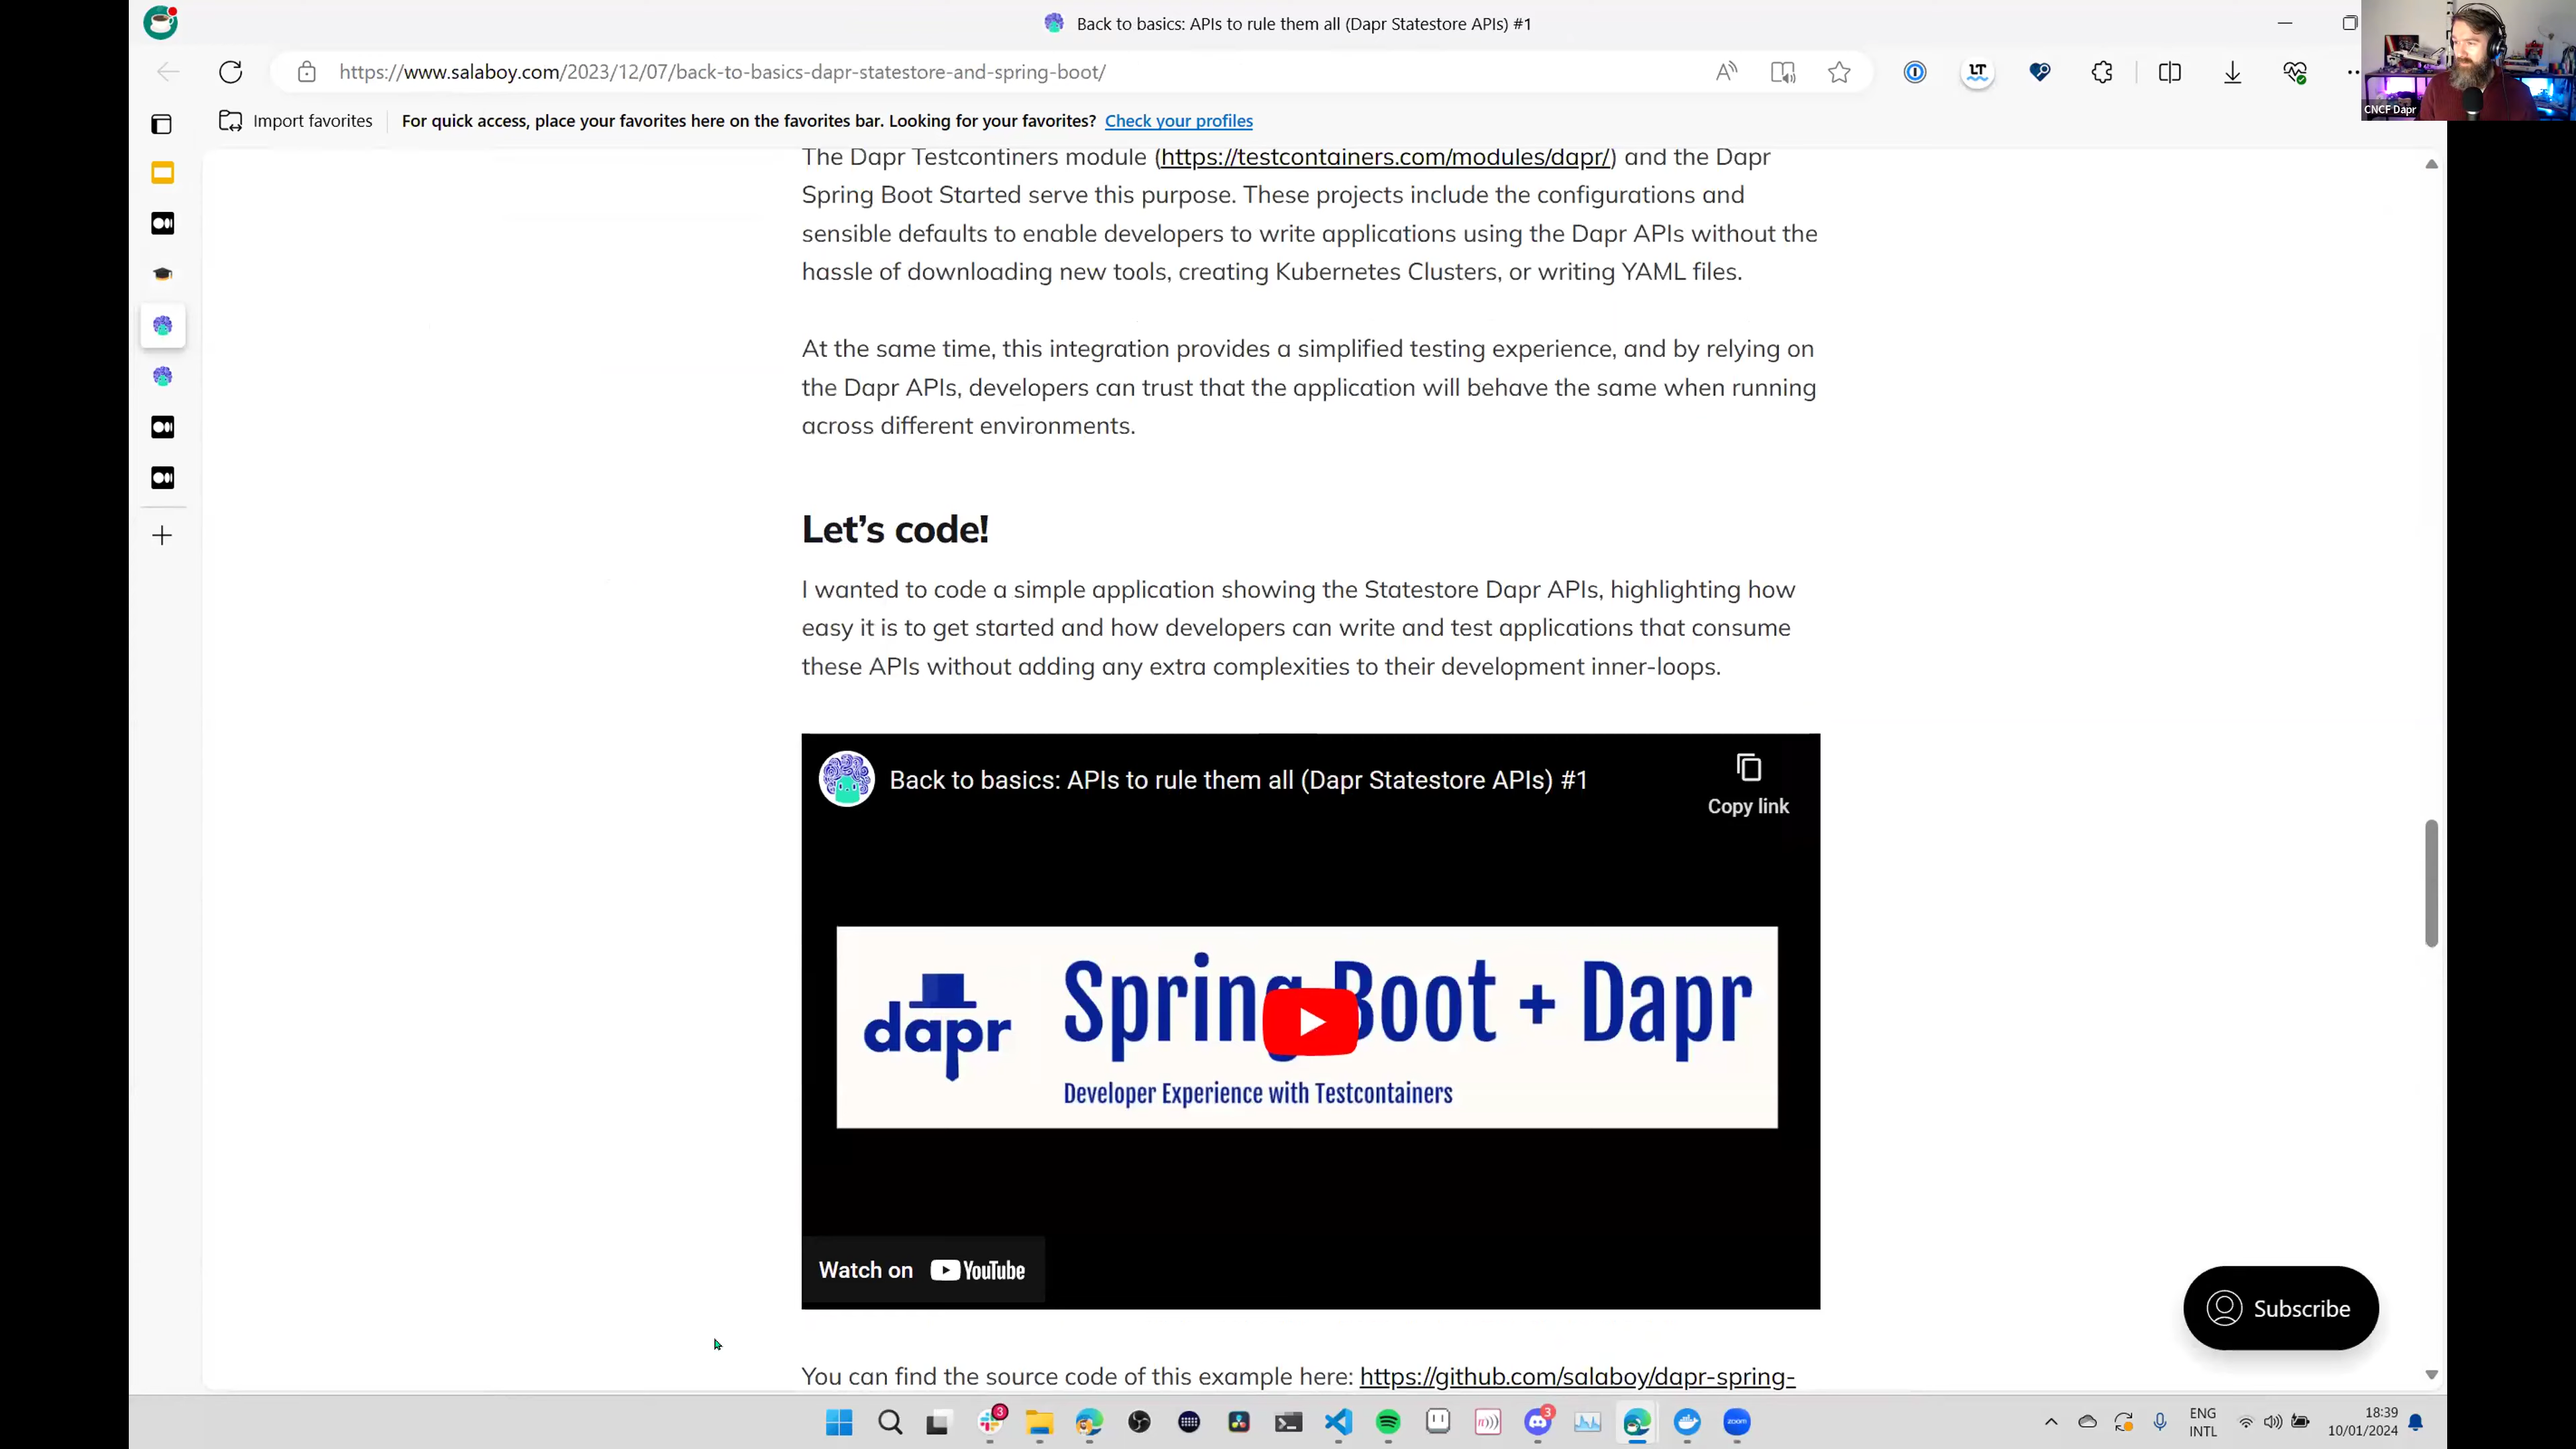 Back to basics: APIs to rule them all (Dapr Statestore APIs) #1
https://www.salaboy.com/2023/12/07/back-to-basics-dapr-statestore-and-spring-boot/
CNCF Dapr
Import favorites
For quick access, place your favorites here on the favorites bar. Looking for your favorites? Check your profiles
The Dapr Testcontiners module (https://testcontainers.com/modules/dapr/) and the Dapr
Spring Boot Started serve this purpose. These projects include the configurations and
sensible defaults to enable developers to write applications using the Dapr APIs without the
hassle of downloading new tools, creating Kubernetes Clusters, or writing YAML files.
At the same time, this integration provides a simplified testing experience, and by relying on
the Dapr APIs, developers can trust that the application will behave the same when running
across different environments.
Let’s code!
I wanted to code a simple application showing the Statestore Dapr APIs, highlighting how
easy it is to get started and how developers can write and test applications that consume
these APIs without adding any extra complexities to their development inner-loops.
Back to basics: APIs to rule them all (Dapr Statestore APIs) #1
Copy link
dapr
Spring Boot + Dapr
Developer Experience with Testcontainers
Watch on YouTube
Subscribe
You can find the source code of this example here: https://github.com/salaboy/dapr-spring-
3
3
zoom
ENG
INTL
18:39
10/01/2024